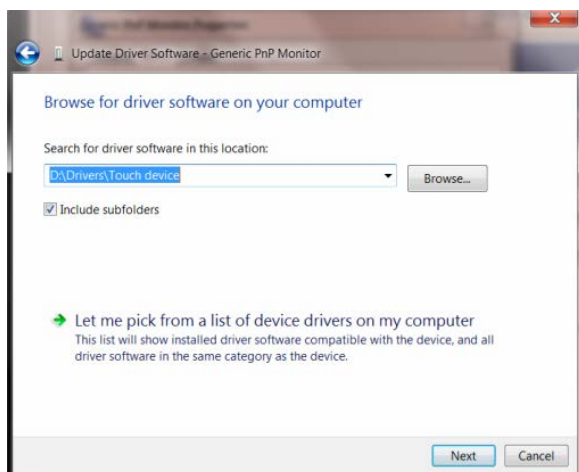 Update Driver Software - Generic PnP Monitor
Browse for driver software on your computer
Search for driver software in this location:
D:\Drivers\Touch device
Browse...
Include subfolders
Let me pick from a list of device drivers on my computer
This list will show installed driver software compatible with the device, and all
driver software in the same category as the device.
Next
Cancel